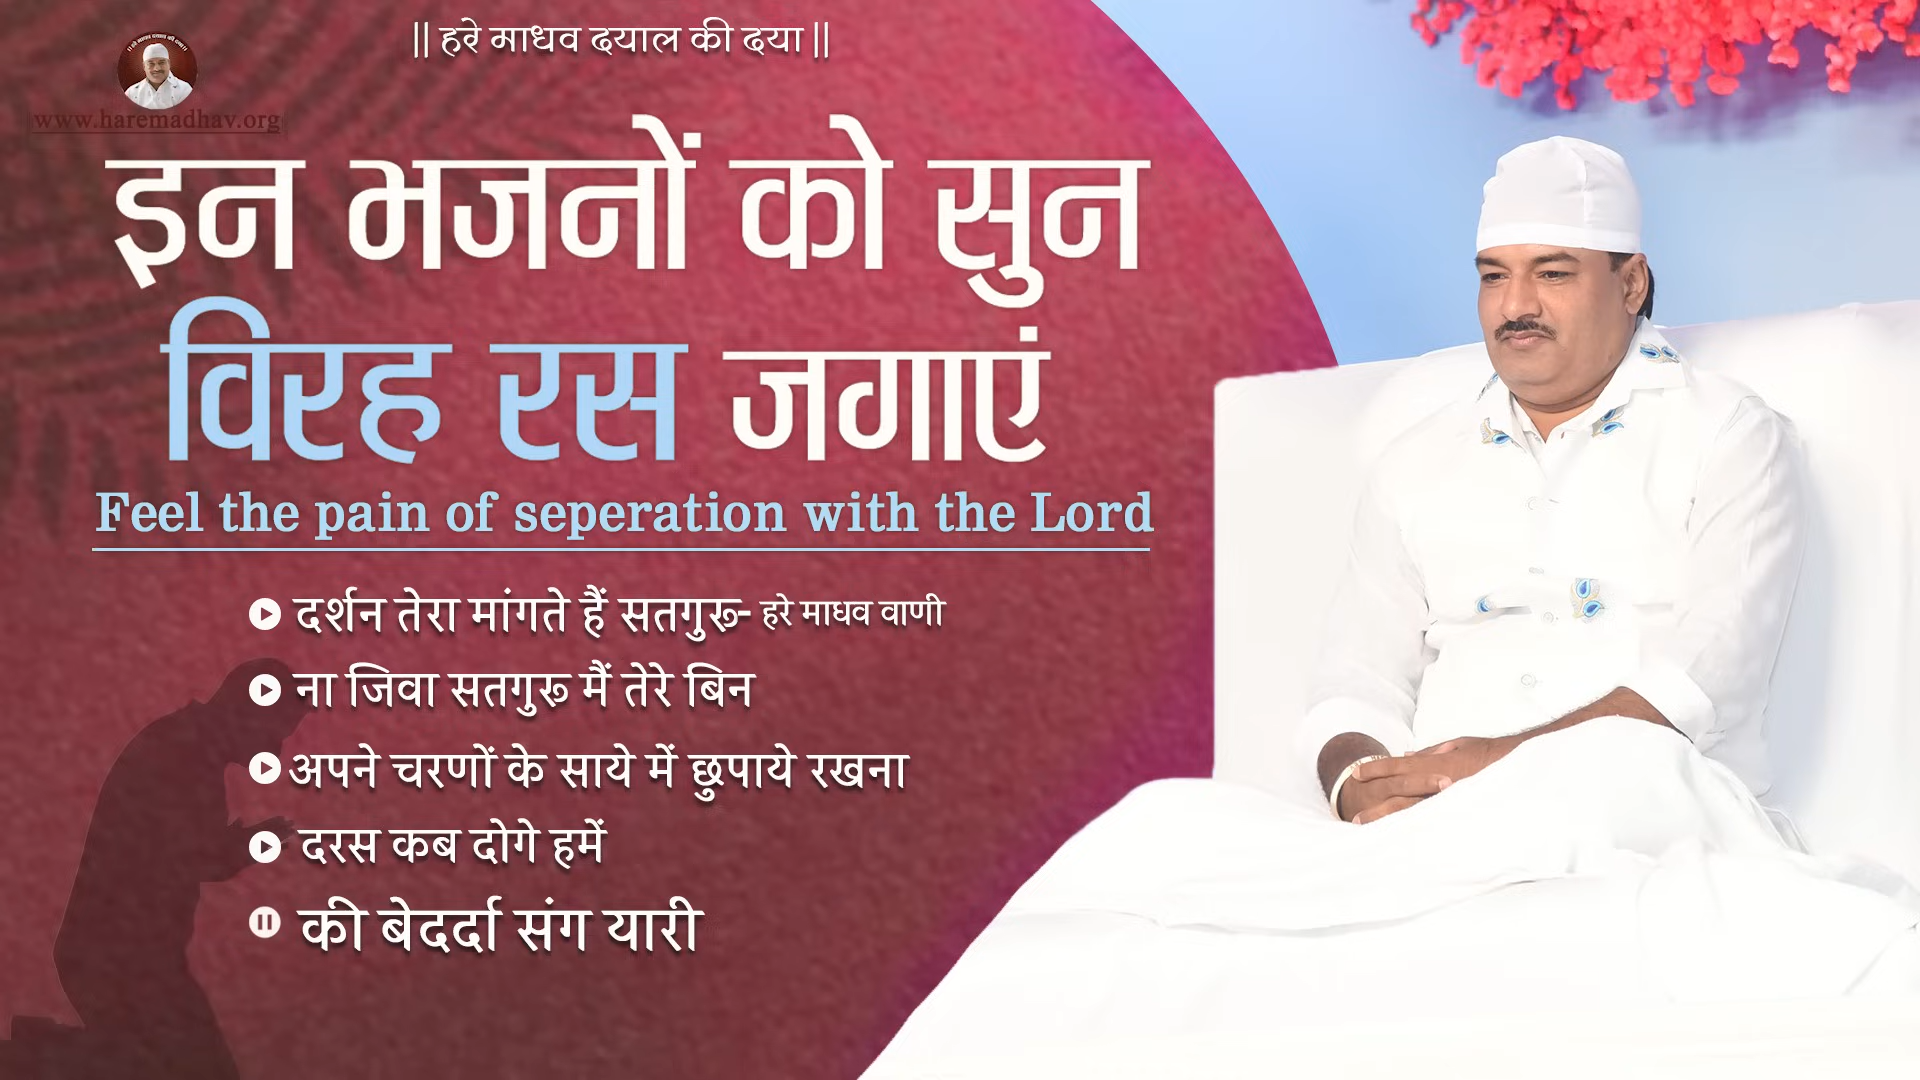 || हरे माधव दयाल की दया ||
www.haremadhav.org
इन भजनों को सुन
विरह रस जगाएं
Feel the pain of seperation with the Lord
दर्शन तेरा मांगते हैं सतगुरू- हरे माधव वाणी
ना जिवा सतगुरू मैं तेरे बिन
अपने चरणों के साये में छुपाये रखना
दरस कब दोगे हमें
की बेदर्दा संग यारी